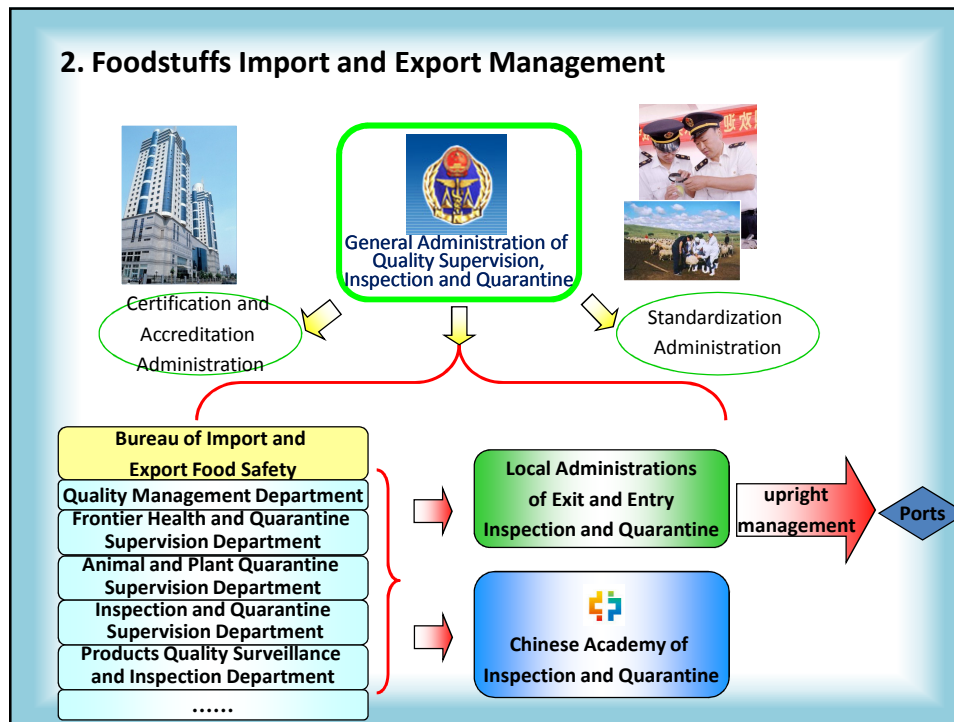 2. Foodstuffs Import and Export Management
General Administration of
Quality Supervision,
Inspection and Quarantine
Certification and
Accreditation
Administration
Standardization
Administration
Bureau of Import and
Export Food Safety
Quality Management Department
Frontier Health and Quarantine
Supervision Department
Animal and Plant Quarantine
Supervision Department
Inspection and Quarantine
Supervision Department
Products Quality Surveillance
and Inspection Department
......
Local Administrations
of Exit and Entry
Inspection and Quarantine
upright
management
Ports
Chinese Academy of
Inspection and Quarantine